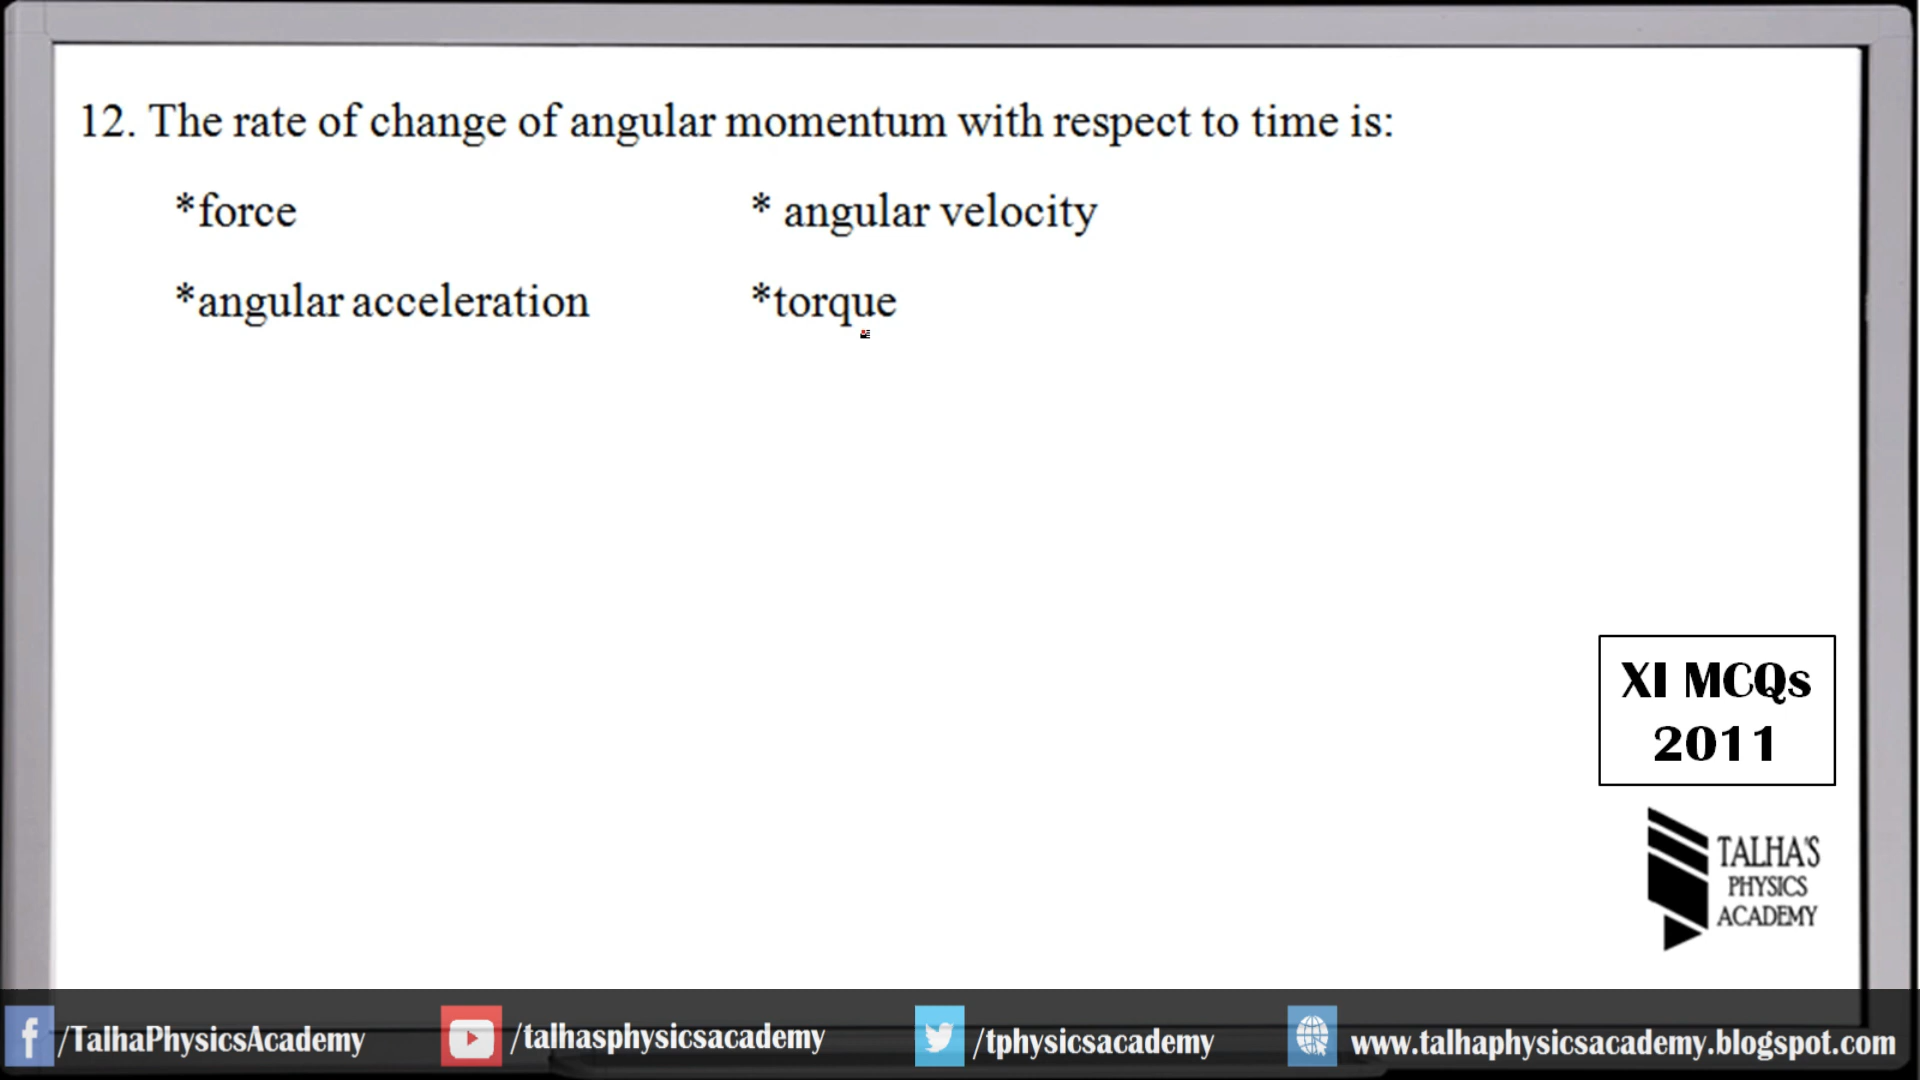 12. The rate of change of angular momentum with respect to time is:
*force * angular velocity
*angular acceleration *torque
XI MCQs
2011
TALHA'S
PHYSICS
ACADEMY
/TalhaPhysicsAcademy /talhasphysicsacademy /tphysicsacademy www.talhaphysicsacademy.blogspot.com